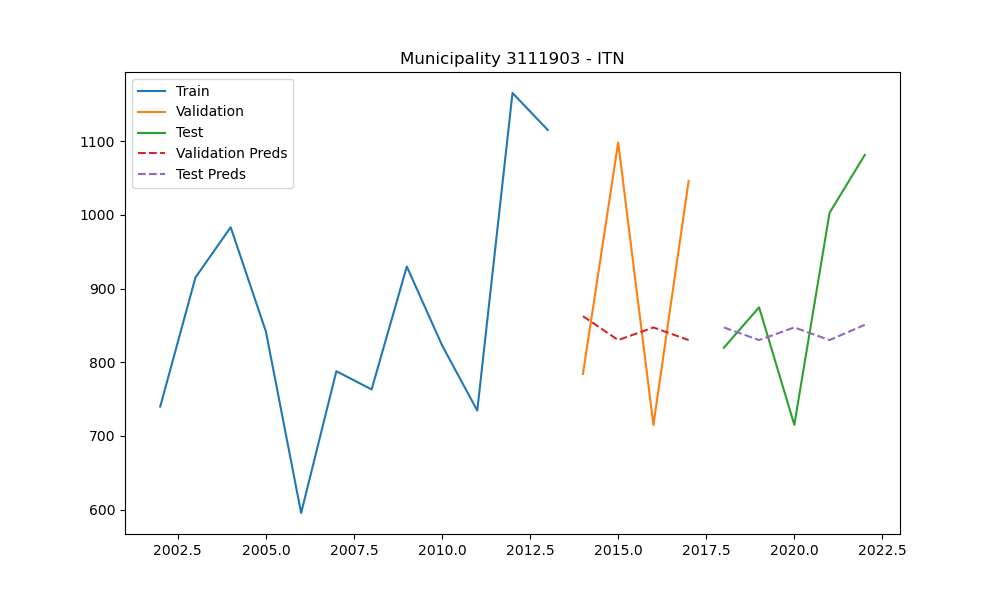 Municipality 3111903 - ITN
Train
Validation
Test
Validation Preds
Test Preds
1100
1000
900
800
700
600
2002.5 2005.0 2007.5 2010.0 2012.5 2015.0 2017.5 2020.0 2022.5